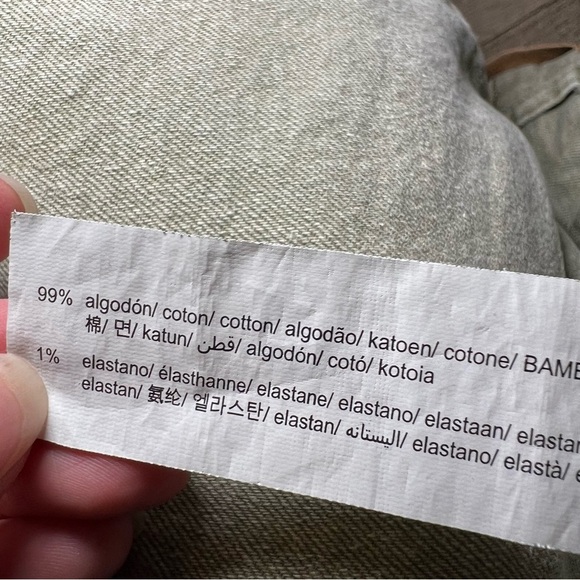 99% algodón/ coton/ cotton/ algodão/ katoen/ cotone/ BAMB
棉/ 면/ katun/ قطن/ algodón/ cotó/ kotoia
1% elastano/ élasthanne/ elastane/ elastano/ elastaan/ elastan
elastan/ 氨纶/ 엘라스탄/ elastan/ اليستانه/ elastano/ elastà/ e